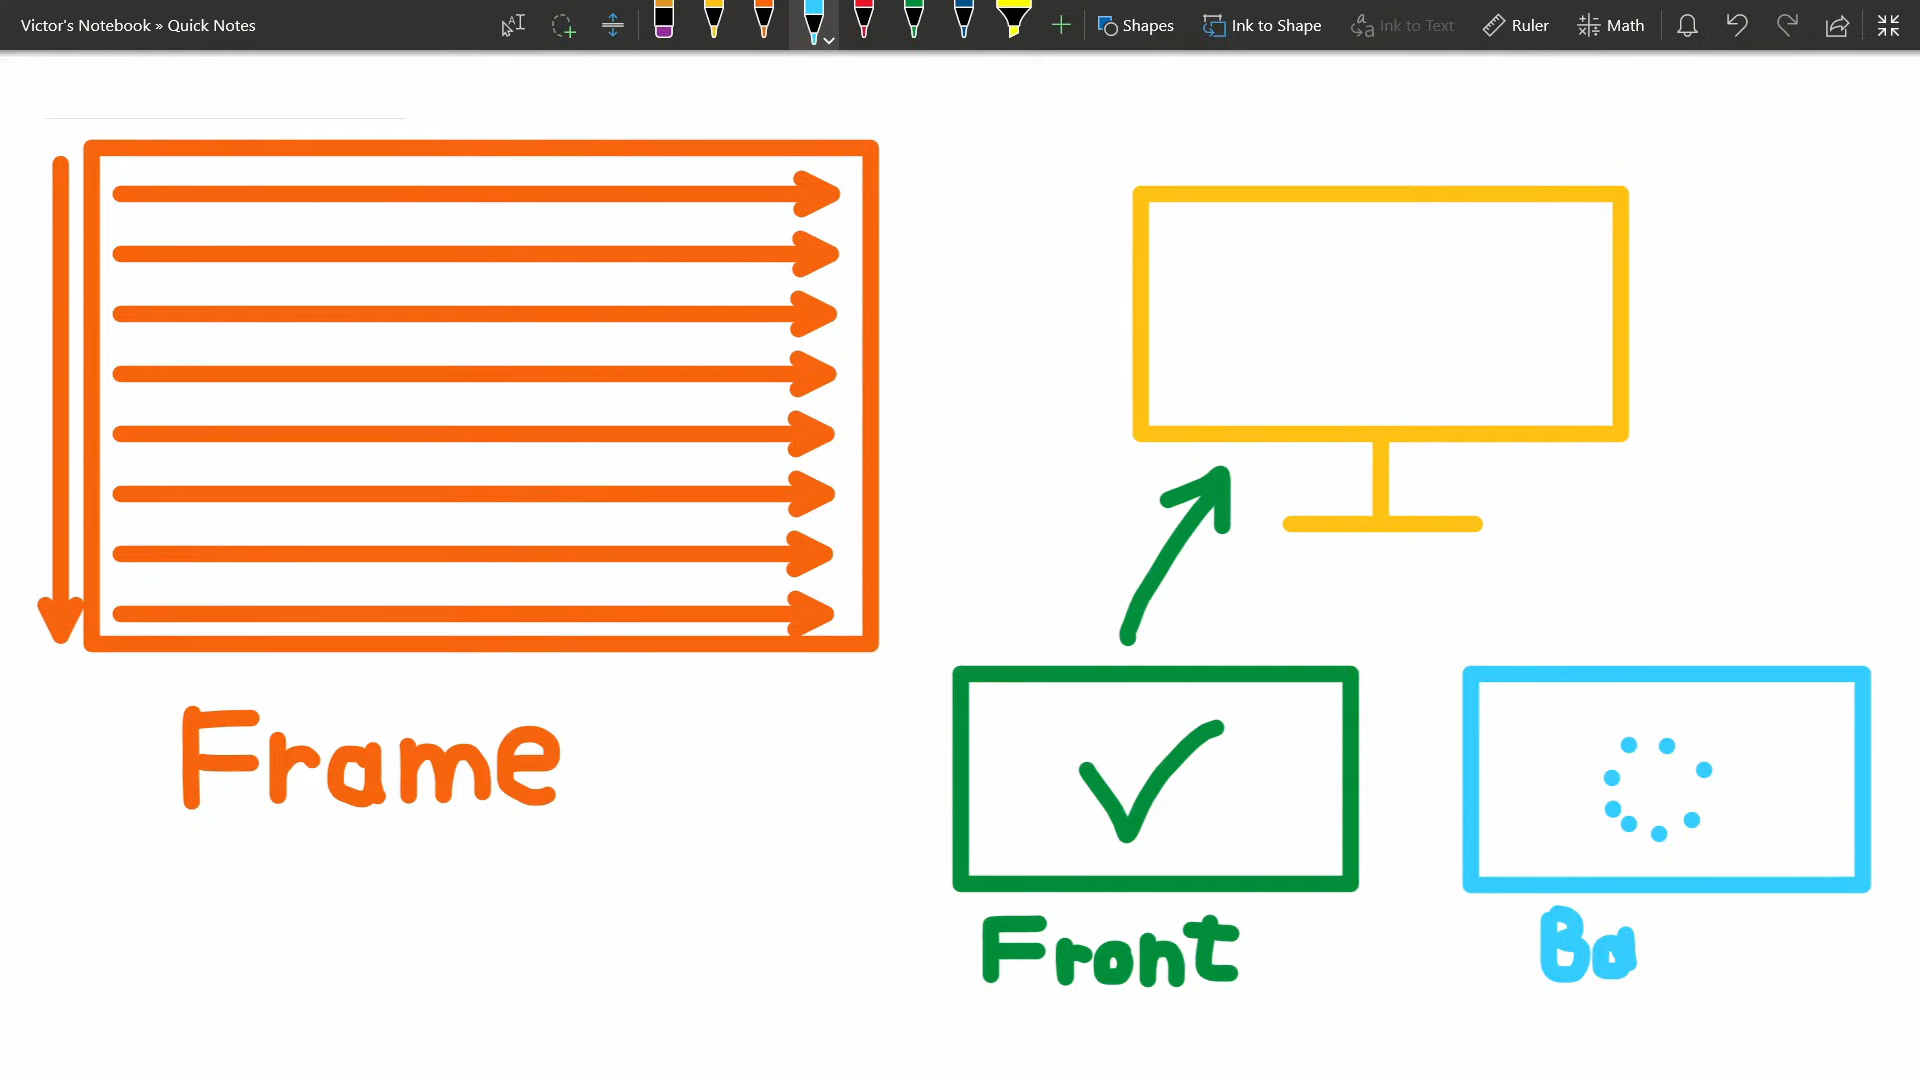 Victor's Notebook » Quick Notes
Shapes
Ink to Shape
Ink to Text
Ruler
Math
Frame
Front
Ba